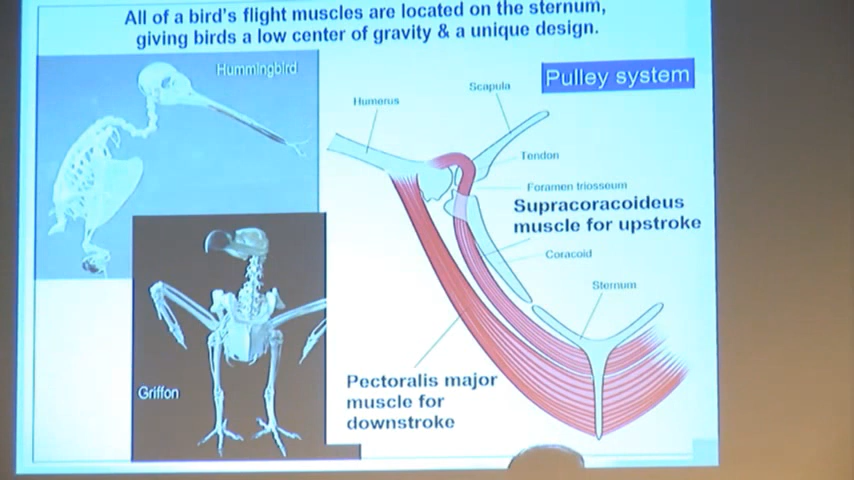 All of a bird's flight muscles are located on the sternum,
giving birds a low center of gravity & a unique design.
Hummingbird
Pulley system
Scapula
Humerus
Tendon
Foramen triosseum
Supracoracoideus
muscle for upstroke
Coracoid
Sternum
Pectoralis major
muscle for
downstroke
Griffon